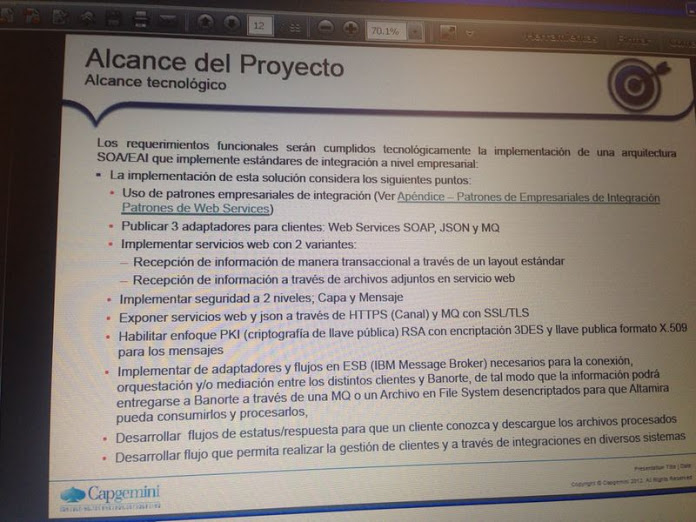 12
70.1%
Alcance del Proyecto
Alcance tecnológico
Los requerimientos funcionales serán cumplidos tecnológicamente la implementación de una arquitectura
SOA/EAI que implemente estándares de integración a nivel empresarial:
▪ La implementación de esta solución considera los siguientes puntos:
• Uso de patrones empresariales de integración (Ver Apéndice – Patrones de Empresariales de Integración
Patrones de Web Services)
• Publicar 3 adaptadores para clientes: Web Services SOAP, JSON y MQ
• Implementar servicios web con 2 variantes:
– Recepción de información de manera transaccional a través de un layout estándar
– Recepción de información a través de archivos adjuntos en servicio web
• Implementar seguridad a 2 niveles; Capa y Mensaje
• Exponer servicios web y json a través de HTTPS (Canal) y MQ con SSL/TLS
• Habilitar enfoque PKI (criptografía de llave pública) RSA con encriptación 3DES y llave publica formato X.509
para los mensajes
• Implementar de adaptadores y flujos en ESB (IBM Message Broker) necesarios para la conexión,
orquestación y/o mediación entre los distintos clientes y Banorte, de tal modo que la información podrá
entregarse a Banorte a través de una MQ o un Archivo en File System desencriptados para que Altamira
pueda consumirlos y procesarlos,
• Desarrollar flujos de estatus/respuesta para que un cliente conozca y descargue los archivos procesados
• Desarrollar flujo que permita realizar la gestión de clientes y a través de integraciones en diversos sistemas
Presentation Title | Date
Copyright © Capgemini 2012. All Rights Reserved
Capgemini